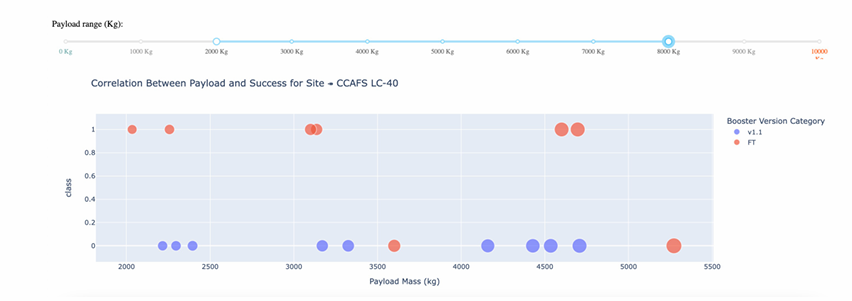 Payload range (Kg):
0 Kg 1000 Kg 2000 Kg 3000 Kg 4000 Kg 5000 Kg 6000 Kg 7000 Kg 8000 Kg 9000 Kg 10000
Correlation Between Payload and Success for Site → CCAFS LC-40
Booster Version Category
v1.1
FT
1
0.8
0.6
0.4
0.2
0
class
2000 2500 3000 3500 4000 4500 5000 5500
Payload Mass (kg)